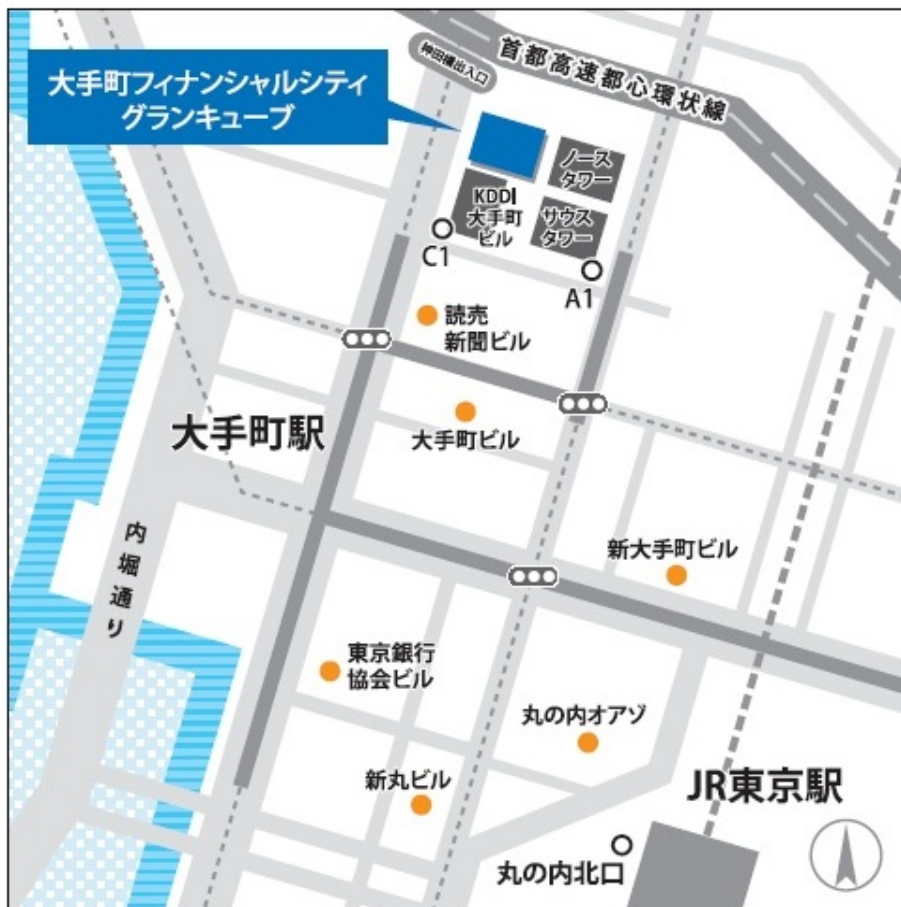 首都高速都心環状線
神田橋出入口
大手町フィナンシャルシティ
グランキューブ
ノース
タワー
KDDI
大手町
ビル
サウス
タワー
C1
A1
読売
新聞ビル
大手町駅
大手町ビル
新大手町ビル
内堀通り
東京銀行
協会ビル
丸の内オアゾ
新丸ビル
JR東京駅
丸の内北口